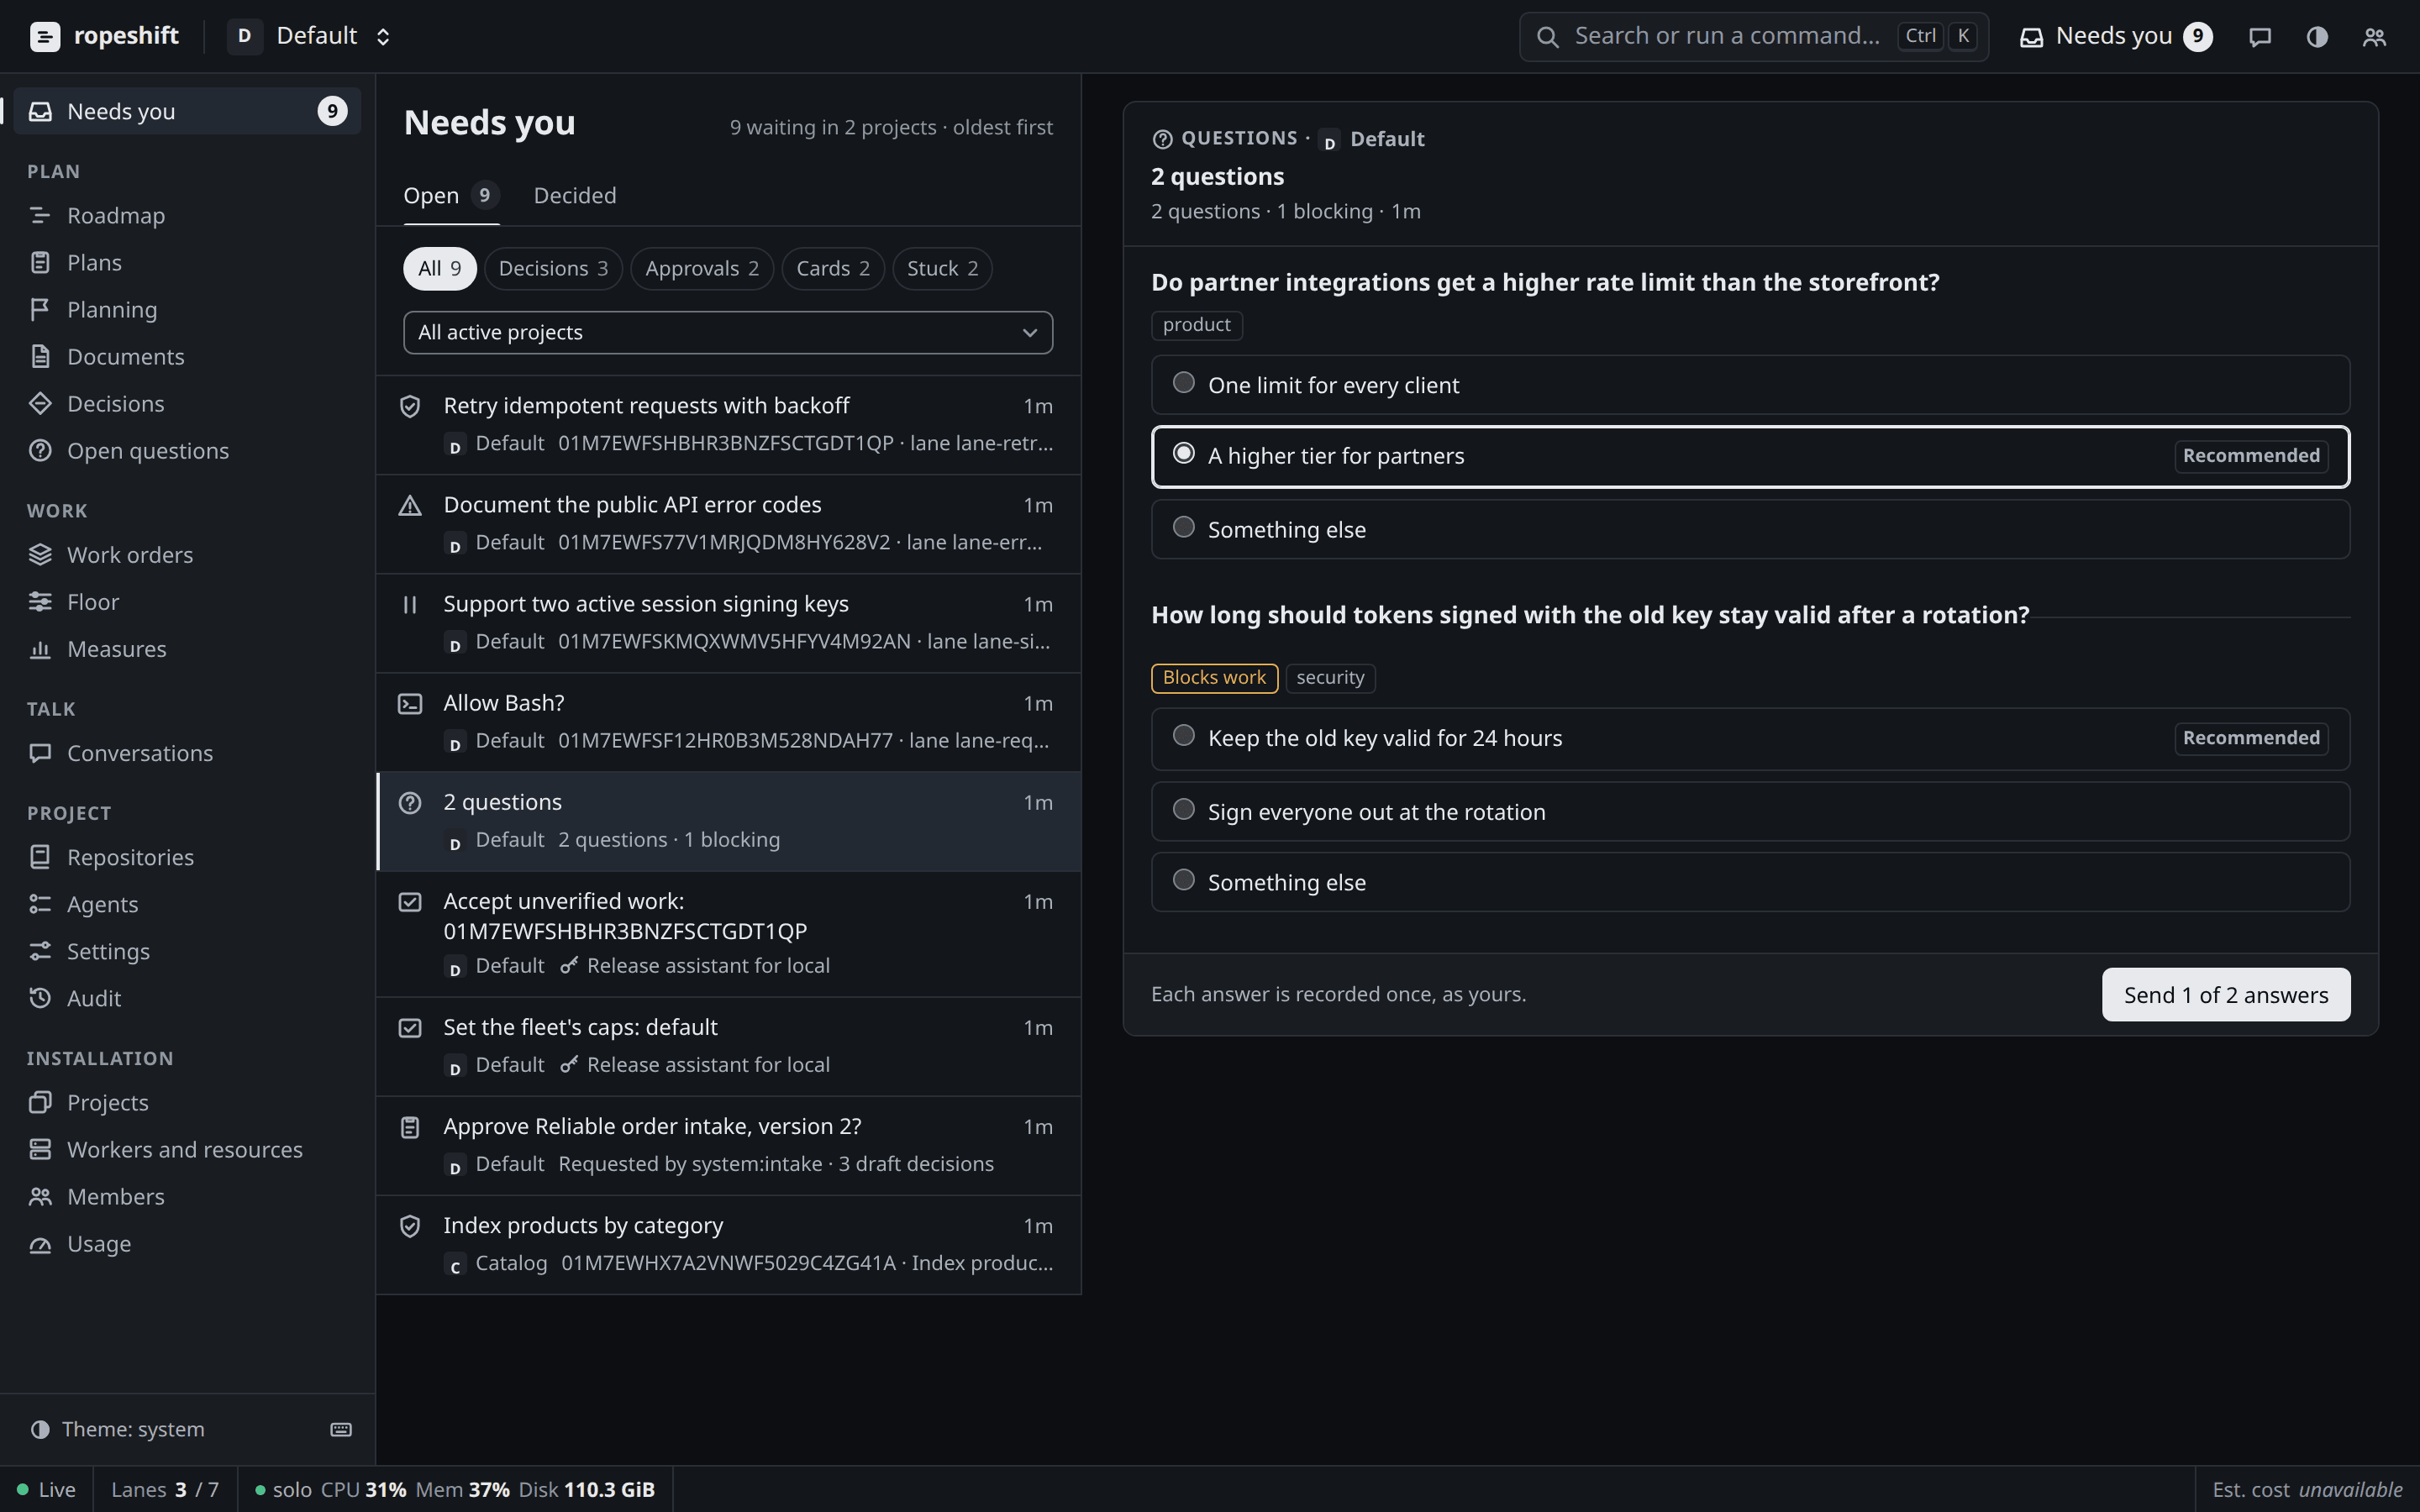 ropeshift
D Default
Search or run a command... Ctrl K
Needs you 9
Needs you 9
PLAN
Roadmap
Plans
Planning
Documents
Decisions
Open questions
WORK
Work orders
Floor
Measures
TALK
Conversations
PROJECT
Repositories
Agents
Settings
Audit
INSTALLATION
Projects
Workers and resources
Members
Usage
Theme: system
Needs you
9 waiting in 2 projects · oldest first
Open 9 Decided
All 9 Decisions 3 Approvals 2 Cards 2 Stuck 2
All active projects
Retry idempotent requests with backoff 1m
D Default 01M7EWFSHBHR3BNZFSCTGDT1QP · lane lane-retr...
Document the public API error codes 1m
D Default 01M7EWFS77V1MRJQDM8HY628V2 · lane lane-err...
Support two active session signing keys 1m
D Default 01M7EWFSKMQXWMV5HFYV4M92AN · lane lane-si...
Allow Bash? 1m
D Default 01M7EWFSF12HR0B3M528NDAH77 · lane lane-req...
2 questions 1m
D Default 2 questions · 1 blocking
Accept unverified work: 1m
01M7EWFSHBHR3BNZFSCTGDT1QP
D Default Release assistant for local
Set the fleet's caps: default 1m
D Default Release assistant for local
Approve Reliable order intake, version 2? 1m
D Default Requested by system:intake · 3 draft decisions
Index products by category 1m
C Catalog 01M7EWHX7A2VNWF5029C4ZG41A · Index produc...
QUESTIONS · D Default
2 questions
2 questions · 1 blocking · 1m
Do partner integrations get a higher rate limit than the storefront?
product
One limit for every client
A higher tier for partners Recommended
Something else
How long should tokens signed with the old key stay valid after a rotation?
Blocks work security
Keep the old key valid for 24 hours Recommended
Sign everyone out at the rotation
Something else
Each answer is recorded once, as yours.
Send 1 of 2 answers
Live
Lanes 3 / 7
solo CPU 31% Mem 37% Disk 110.3 GiB
Est. cost unavailable